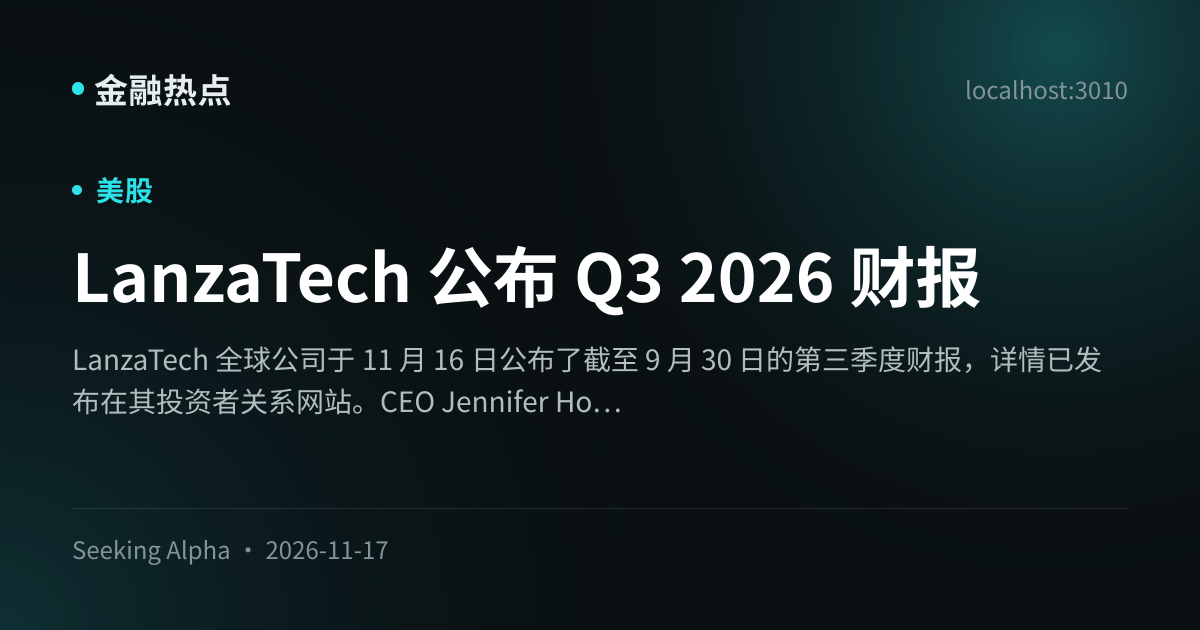 金融热点
localhost:3010
美股
LanzaTech 公布 Q3 2026 财报
LanzaTech 全球公司于 11 月 16 日公布了截至 9 月 30 日的第三季度财报，详情已发
布在其投资者关系网站。CEO Jennifer Ho…
Seeking Alpha · 2026-11-17